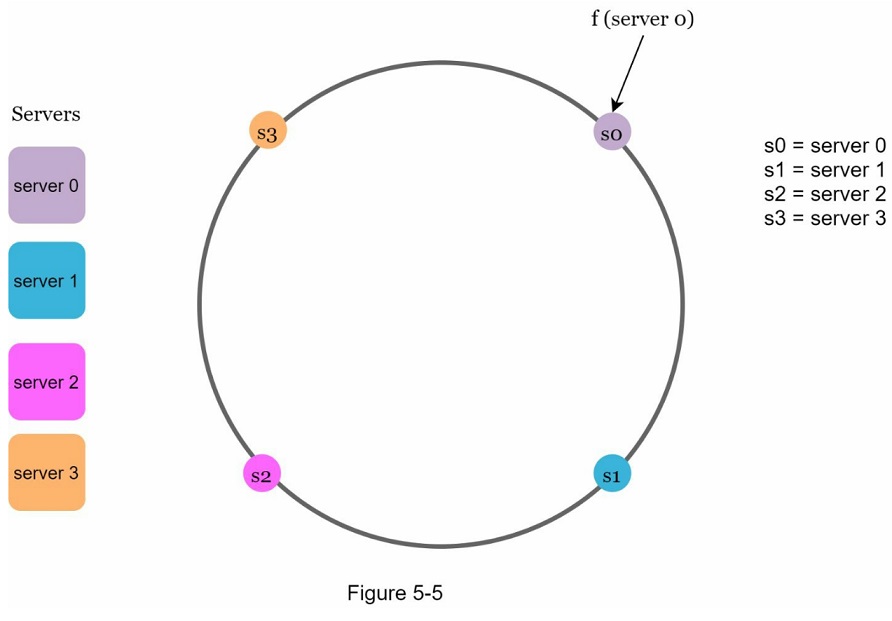 f (server 0)
Servers
server 0
server 1
server 2
server 3
s3
s0
s2
s1
s0 = server 0
s1 = server 1
s2 = server 2
s3 = server 3
Figure 5-5